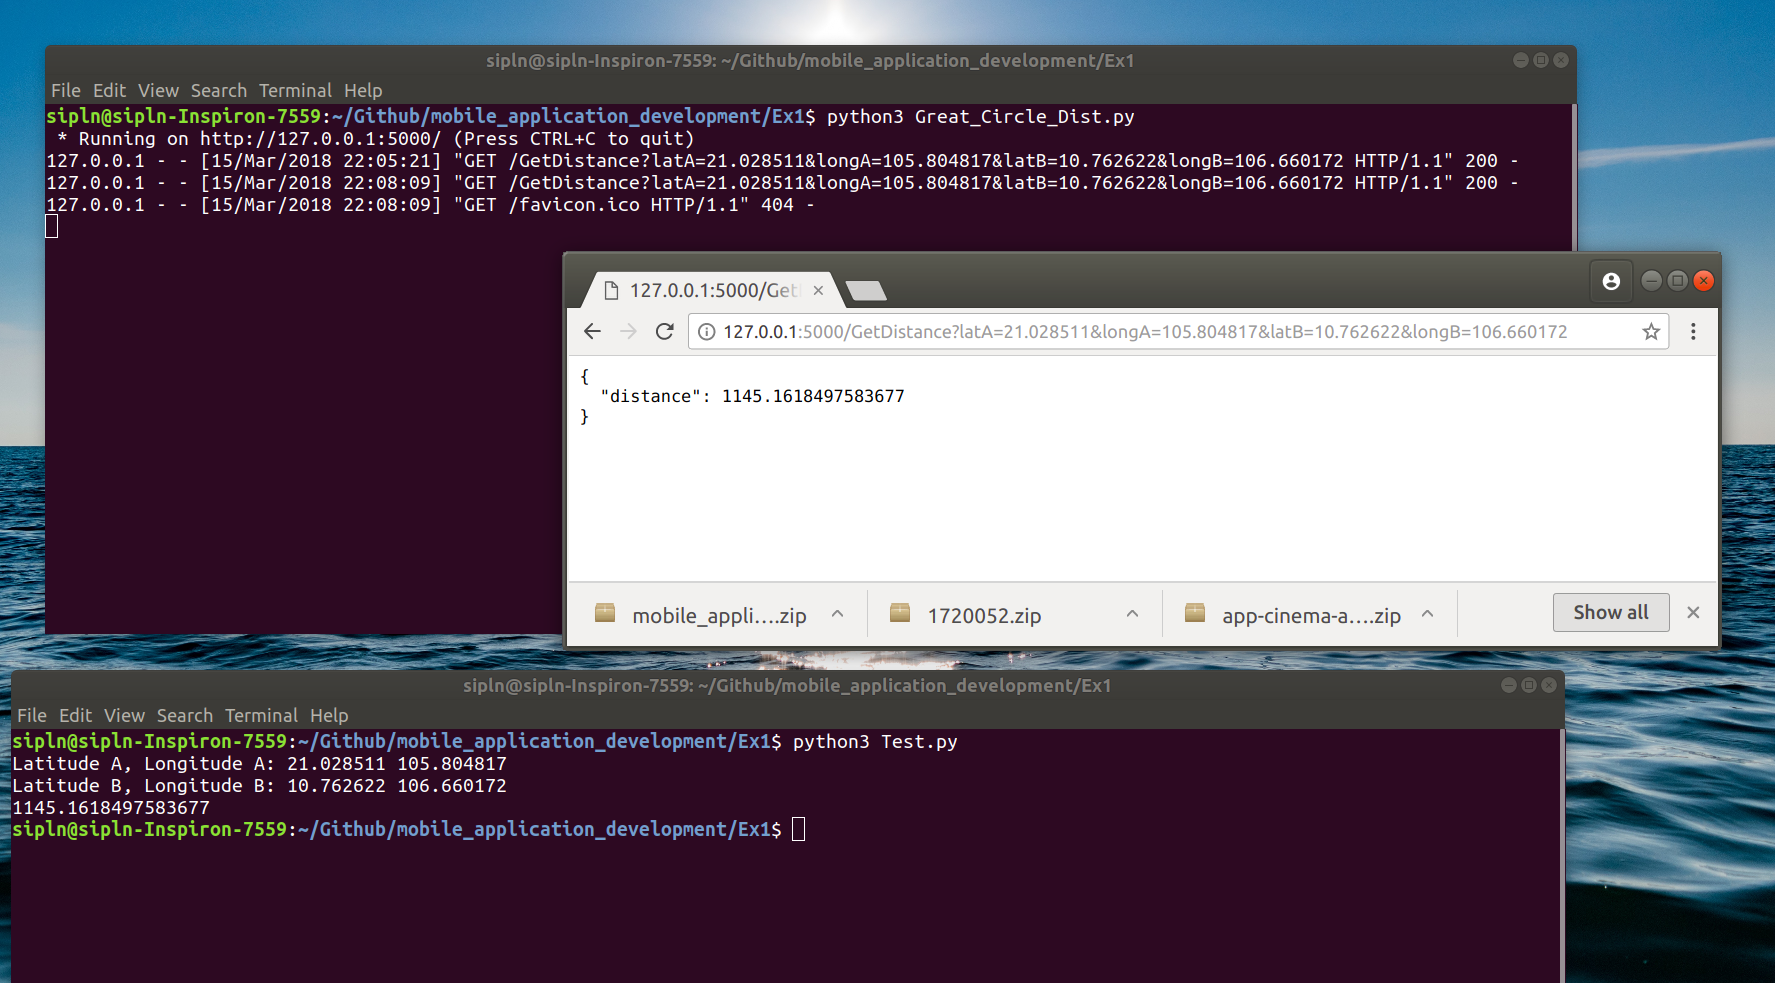 sipln@sipln-Inspiron-7559: ~/Github/mobile_application_development/Ex1
File Edit View Search Terminal Help
sipln@sipln-Inspiron-7559:~/Github/mobile_application_development/Ex1$ python3 Great_Circle_Dist.py
 * Running on http://127.0.0.1:5000/ (Press CTRL+C to quit)
127.0.0.1 - - [15/Mar/2018 22:05:21] "GET /GetDistance?latA=21.028511&longA=105.804817&latB=10.762622&longB=106.660172 HTTP/1.1" 200 -
127.0.0.1 - - [15/Mar/2018 22:08:09] "GET /GetDistance?latA=21.028511&longA=105.804817&latB=10.762622&longB=106.660172 HTTP/1.1" 200 -
127.0.0.1 - - [15/Mar/2018 22:08:09] "GET /favicon.ico HTTP/1.1" 404 -
127.0.0.1:5000/Get
127.0.0.1:5000/GetDistance?latA=21.028511&longA=105.804817&latB=10.762622&longB=106.660172
{
  "distance": 1145.1618497583677
}
mobile_appli....zip 1720052.zip app-cinema-a....zip Show all
sipln@sipln-Inspiron-7559: ~/Github/mobile_application_development/Ex1
File Edit View Search Terminal Help
sipln@sipln-Inspiron-7559:~/Github/mobile_application_development/Ex1$ python3 Test.py
Latitude A, Longitude A: 21.028511 105.804817
Latitude B, Longitude B: 10.762622 106.660172
1145.1618497583677
sipln@sipln-Inspiron-7559:~/Github/mobile_application_development/Ex1$